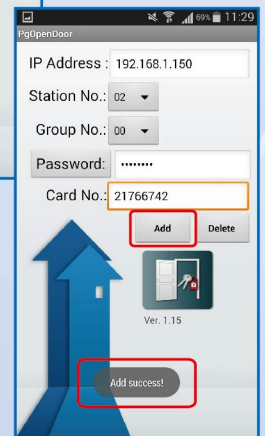 69% 11:29
PgOpenDoor
IP Address : 192.168.1.150
Station No.: 02
Group No.: 00
Password: ········
Card No.: 21766742
Add Delete
Ver. 1.15
Add success!